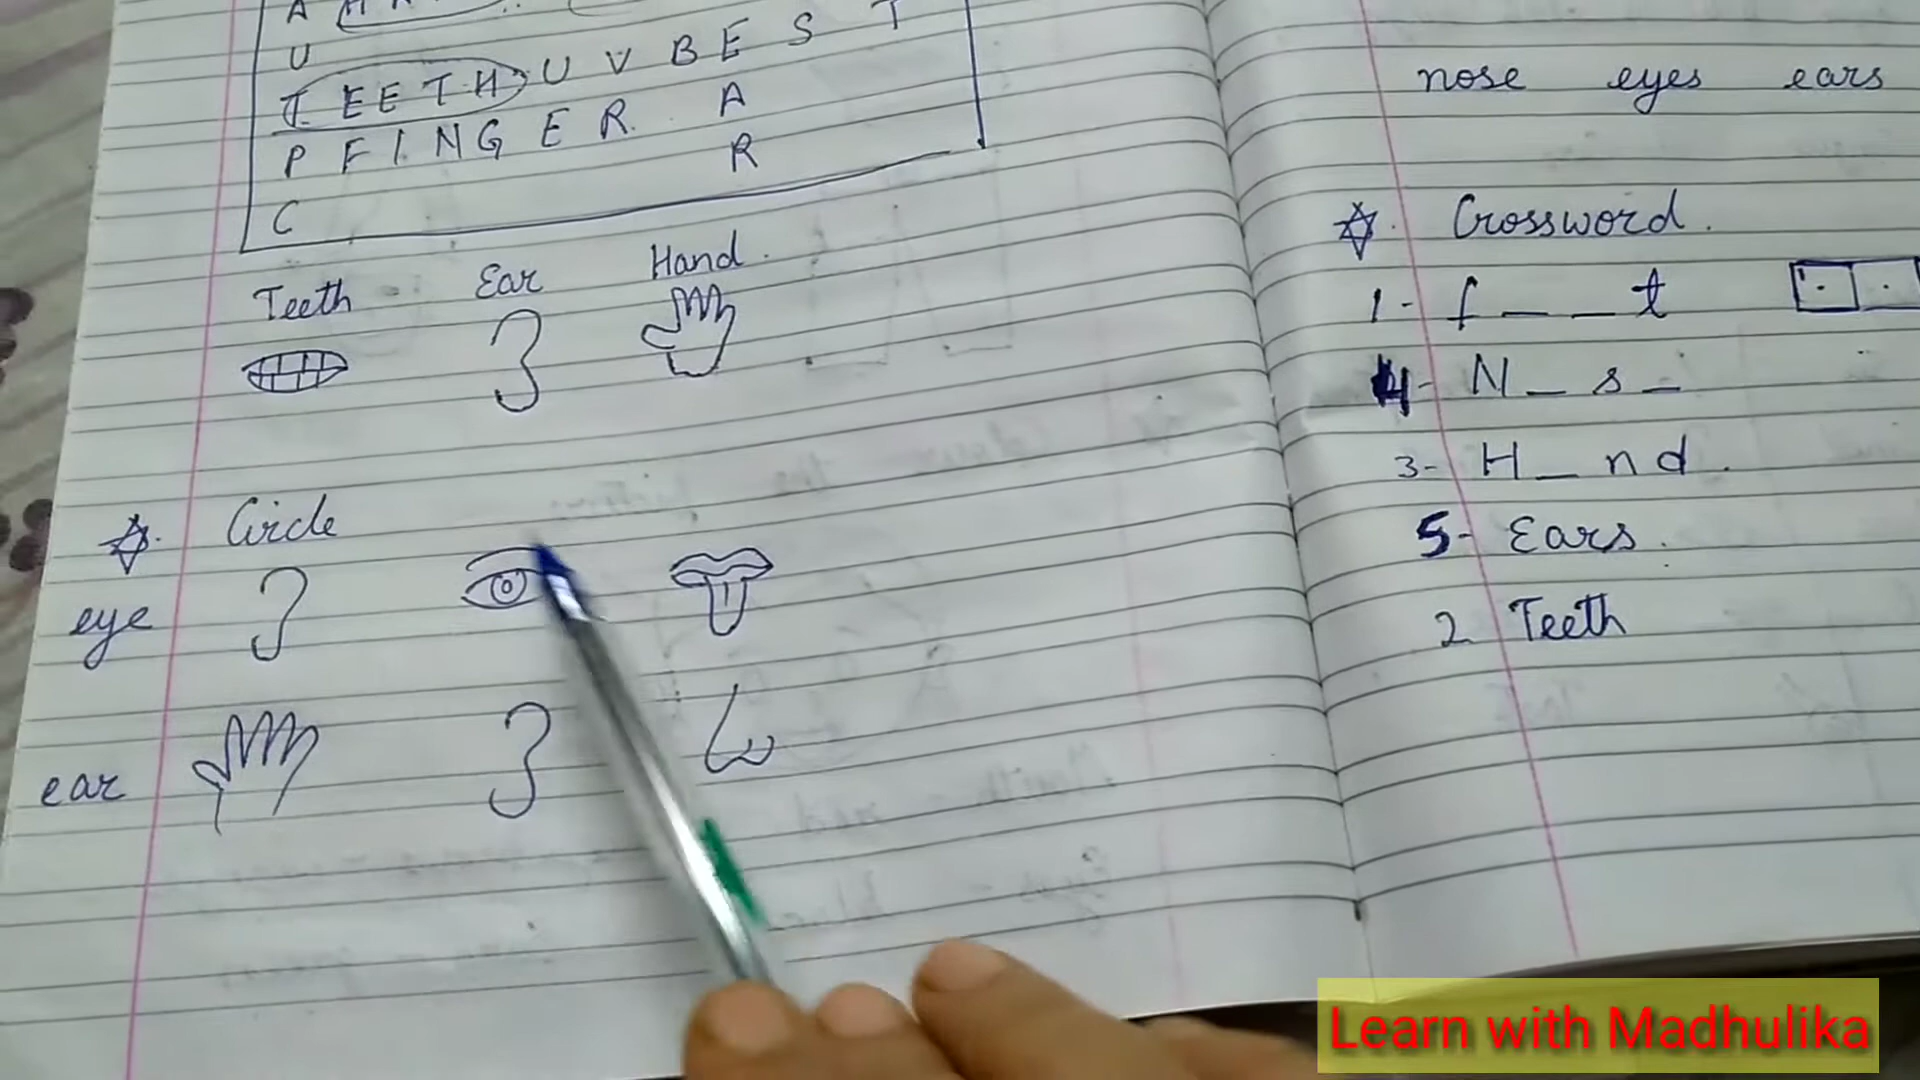 A
U
T E E T H U V B E S T
P F I N G E R A
C R
Teeth Ear Hand.
Circle
eye
ear
nose eyes ears
Crossword.
1- f _ _ t
4- N _ s _
3- H _ n d.
5- Ears.
2 Teeth
Learn with Madhulika